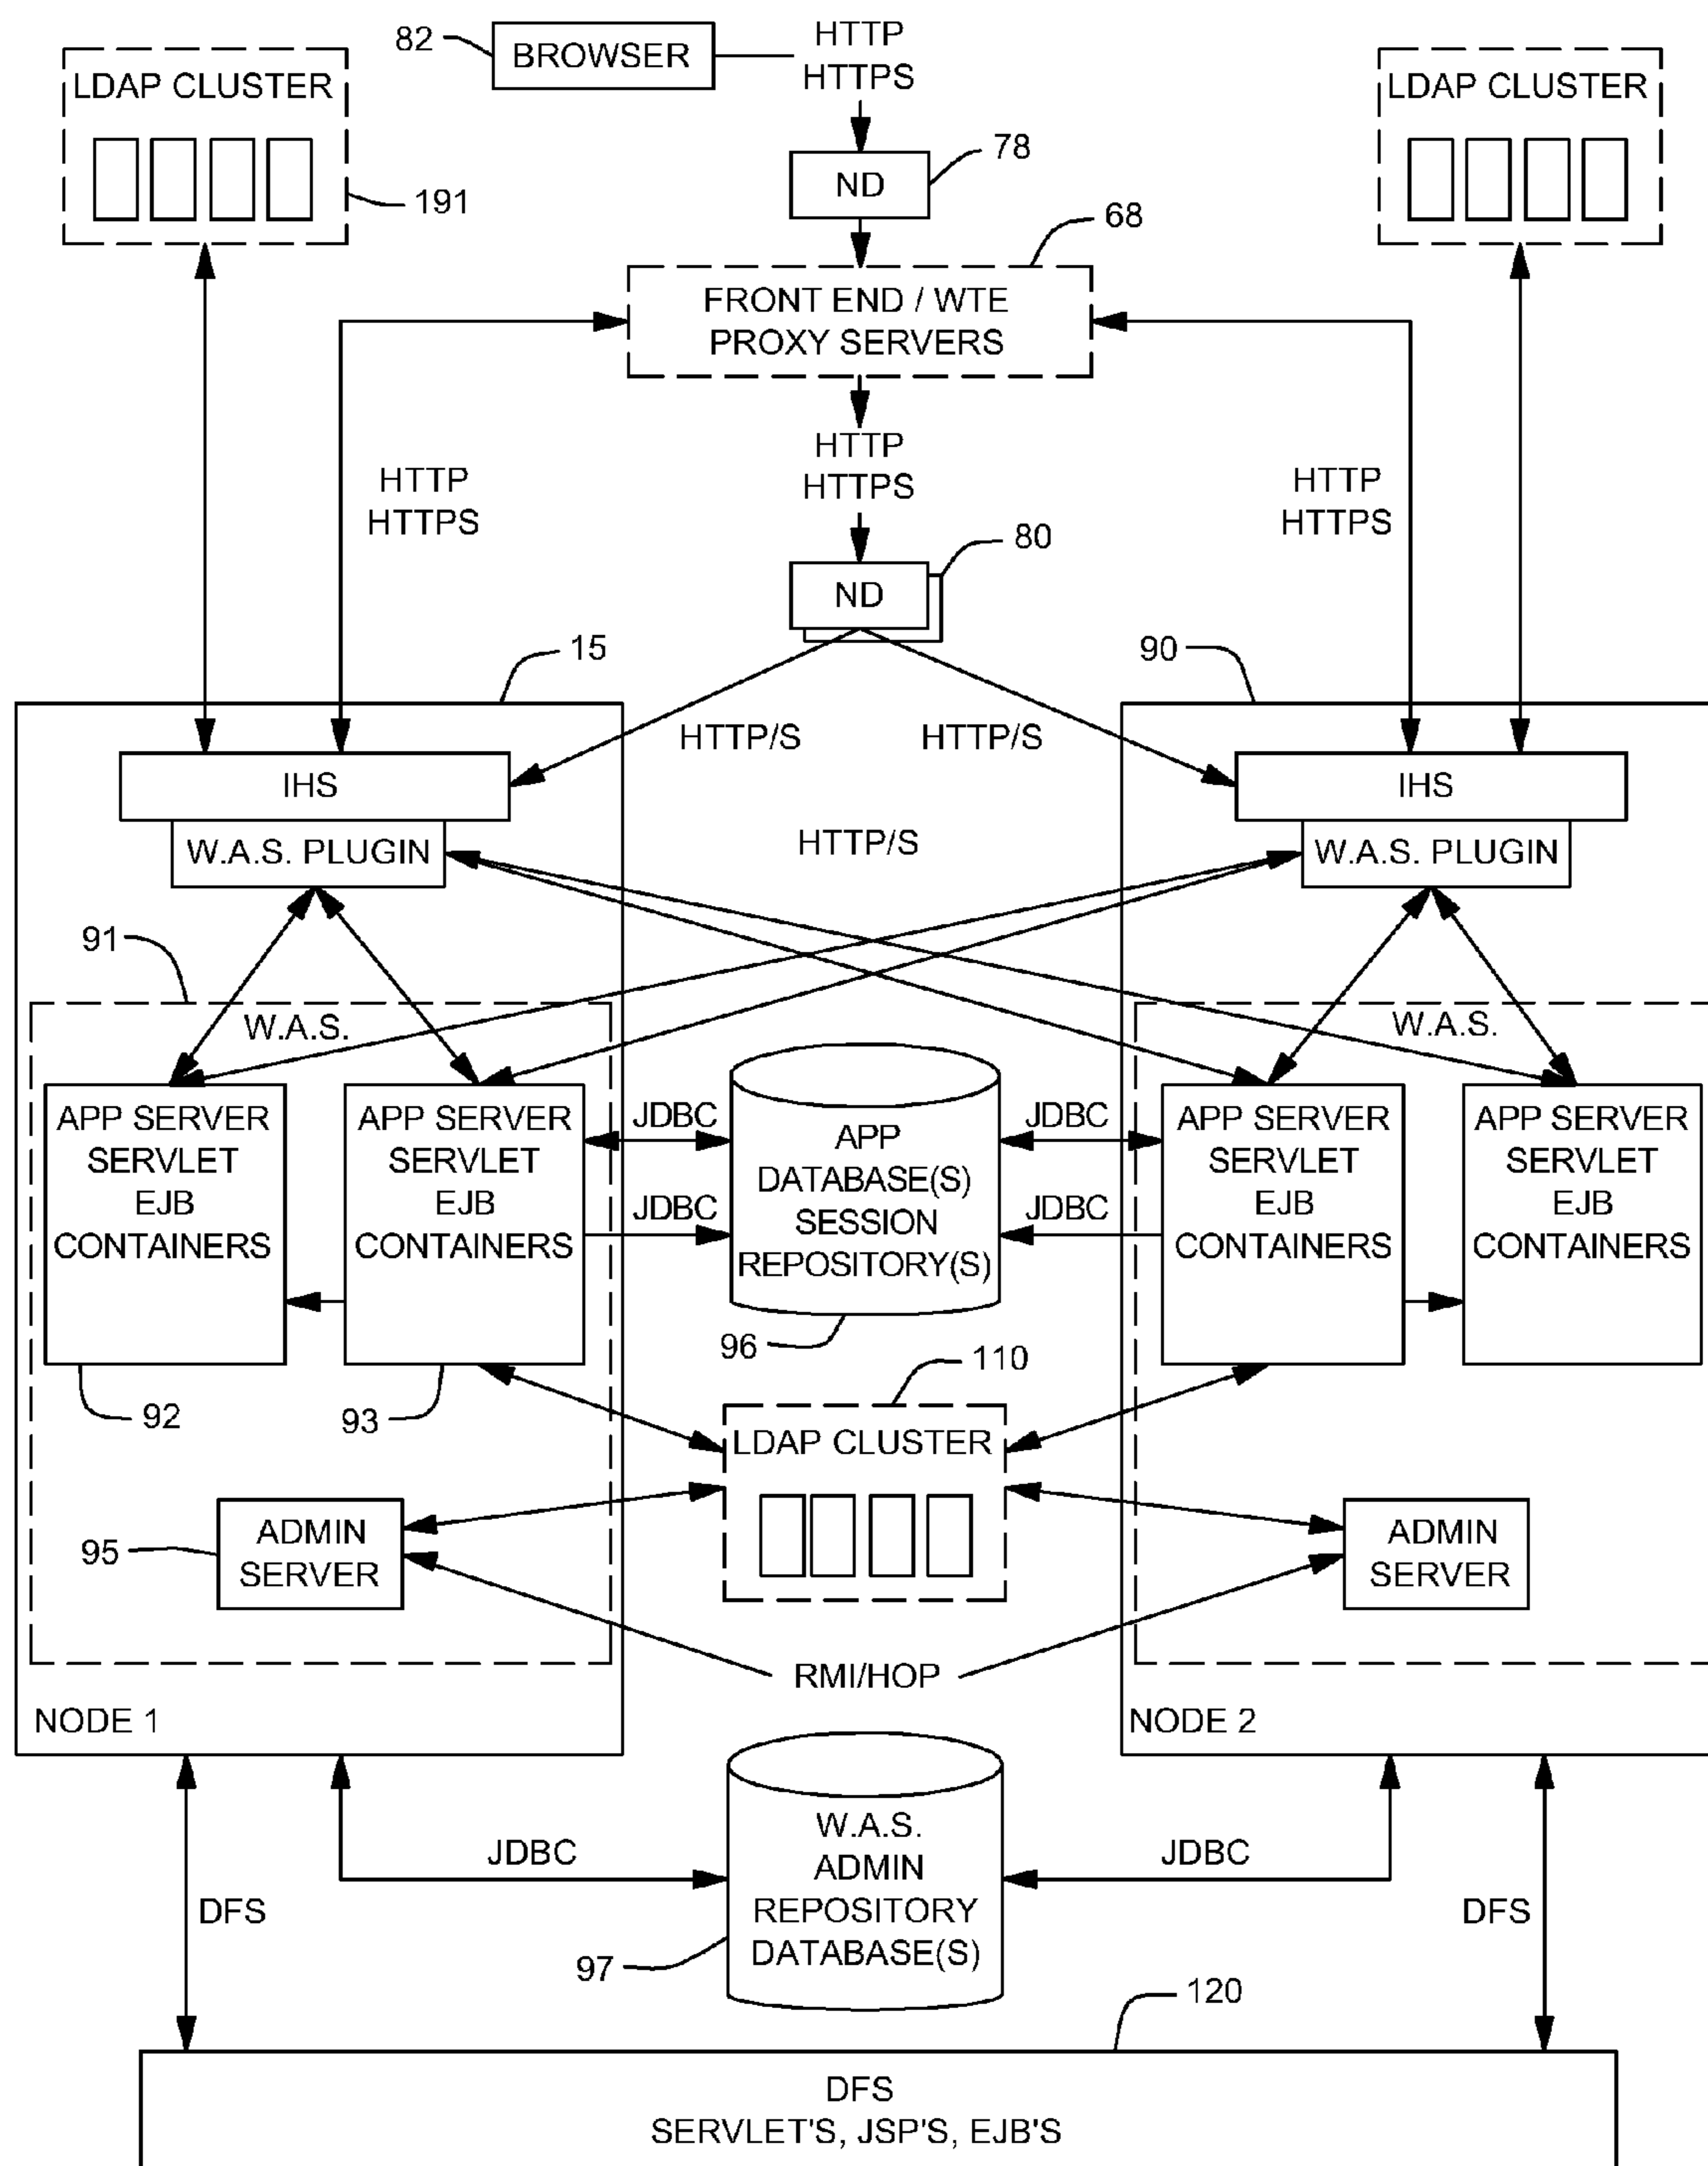 82
BROWSER
HTTP
HTTPS
LDAP CLUSTER
191
LDAP CLUSTER
ND
78
68
FRONT END / WTE
PROXY SERVERS
HTTP
HTTPS
HTTP
HTTPS
HTTP
HTTPS
ND
80
15
90
HTTP/S
HTTP/S
IHS
W.A.S. PLUGIN
HTTP/S
IHS
W.A.S. PLUGIN
91
W.A.S.
W.A.S.
APP SERVER
SERVLET
EJB
CONTAINERS
APP SERVER
SERVLET
EJB
CONTAINERS
JDBC
JDBC
APP
DATABASE(S)
SESSION
REPOSITORY(S)
JDBC
JDBC
APP SERVER
SERVLET
EJB
CONTAINERS
APP SERVER
SERVLET
EJB
CONTAINERS
92
93
96
110
LDAP CLUSTER
95
ADMIN
SERVER
ADMIN
SERVER
RMI/HOP
NODE 1
NODE 2
W.A.S.
ADMIN
REPOSITORY
DATABASE(S)
JDBC
JDBC
DFS
DFS
97
120
DFS
SERVLET'S, JSP'S, EJB'S